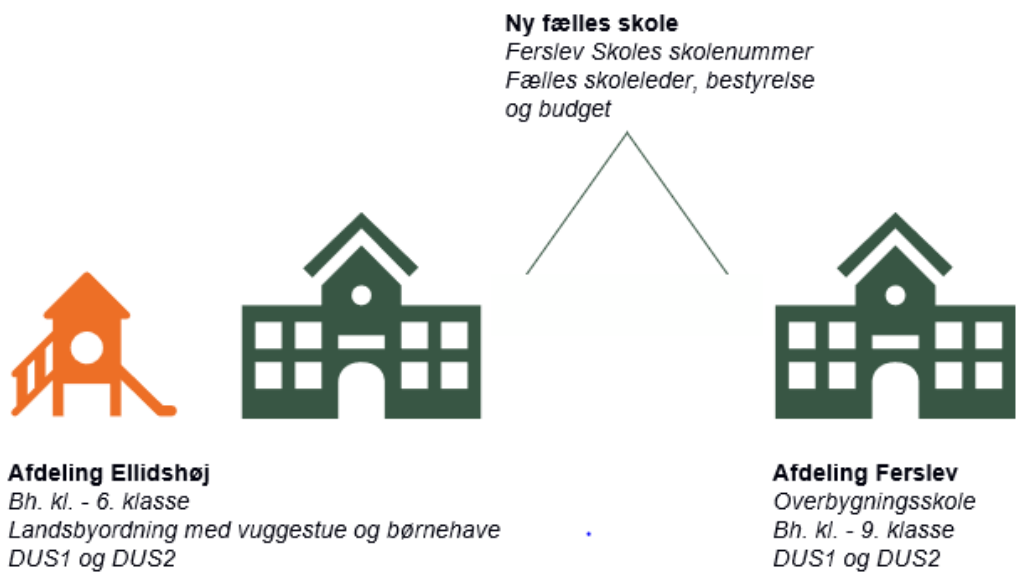 Ny fælles skole
Ferslev Skoles skolenummer
Fælles skoleleder, bestyrelse
og budget
Afdeling Ellidshøj
Bh. kl. - 6. klasse
Landsbyordning med vuggestue og børnehave
DUS1 og DUS2
Afdeling Ferslev
Overbygningsskole
Bh. kl. - 9. klasse
DUS1 og DUS2